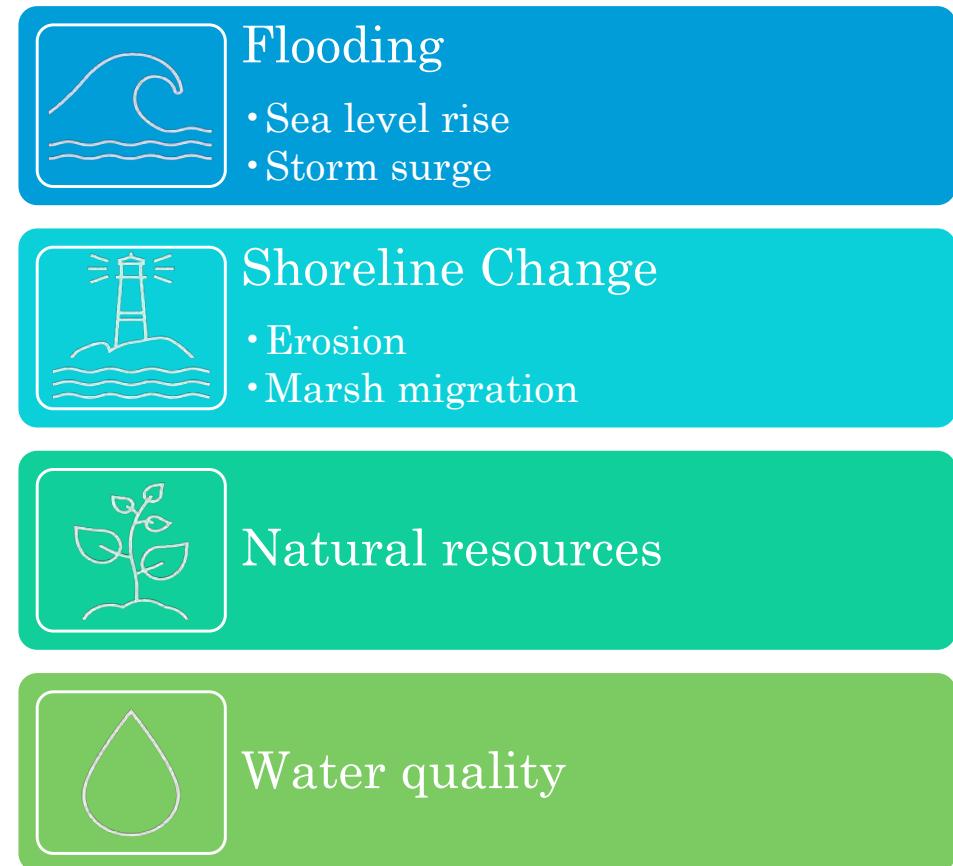 Flooding
•Sea level rise
•Storm surge
Shoreline Change
•Erosion
•Marsh migration
Natural resources
Water quality